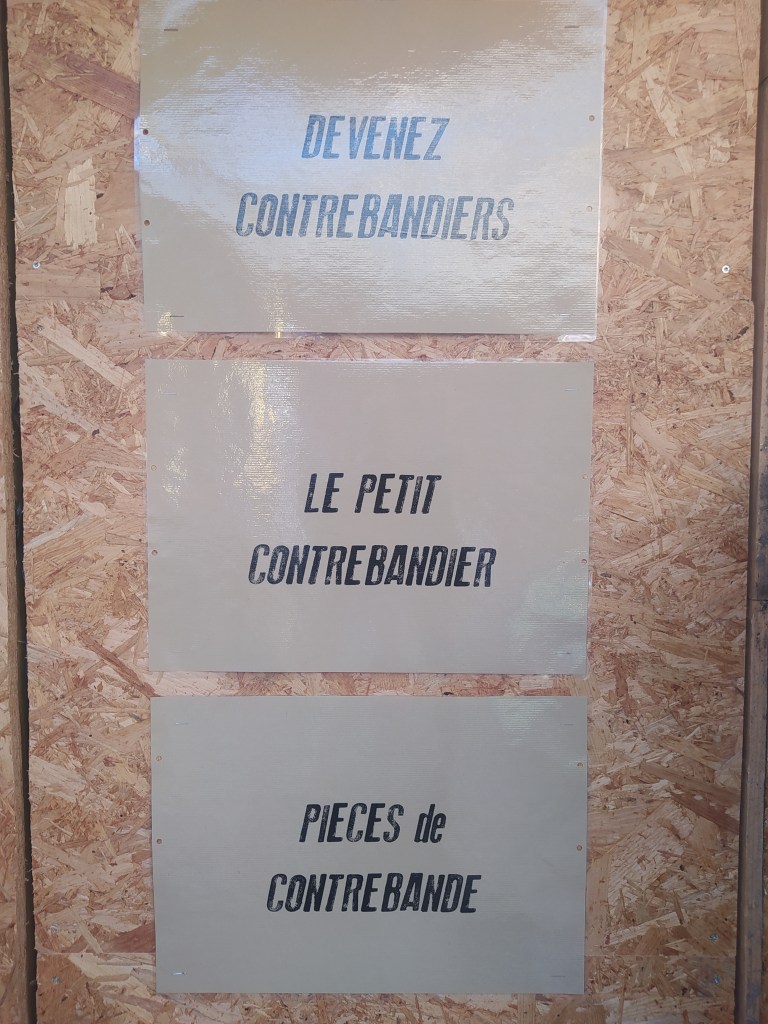 DEVENEZ
CONTREBANDIERS
LE PETIT
CONTREBANDIER
PIECES de
CONTREBANDE